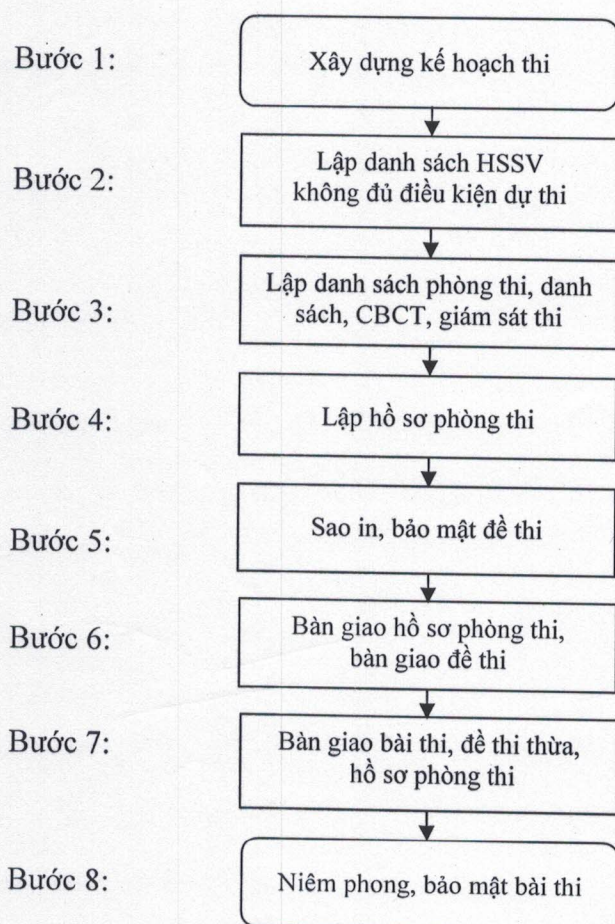 Bước 1:
Xây dựng kế hoạch thi
Bước 2:
Lập danh sách HSSV
không đủ điều kiện dự thi
Bước 3:
Lập danh sách phòng thi, danh
sách, CBCT, giám sát thi
Bước 4:
Lập hồ sơ phòng thi
Bước 5:
Sao in, bảo mật đề thi
Bước 6:
Bàn giao hồ sơ phòng thi,
bàn giao đề thi
Bước 7:
Bàn giao bài thi, đề thi thừa,
hồ sơ phòng thi
Bước 8:
Niêm phong, bảo mật bài thi